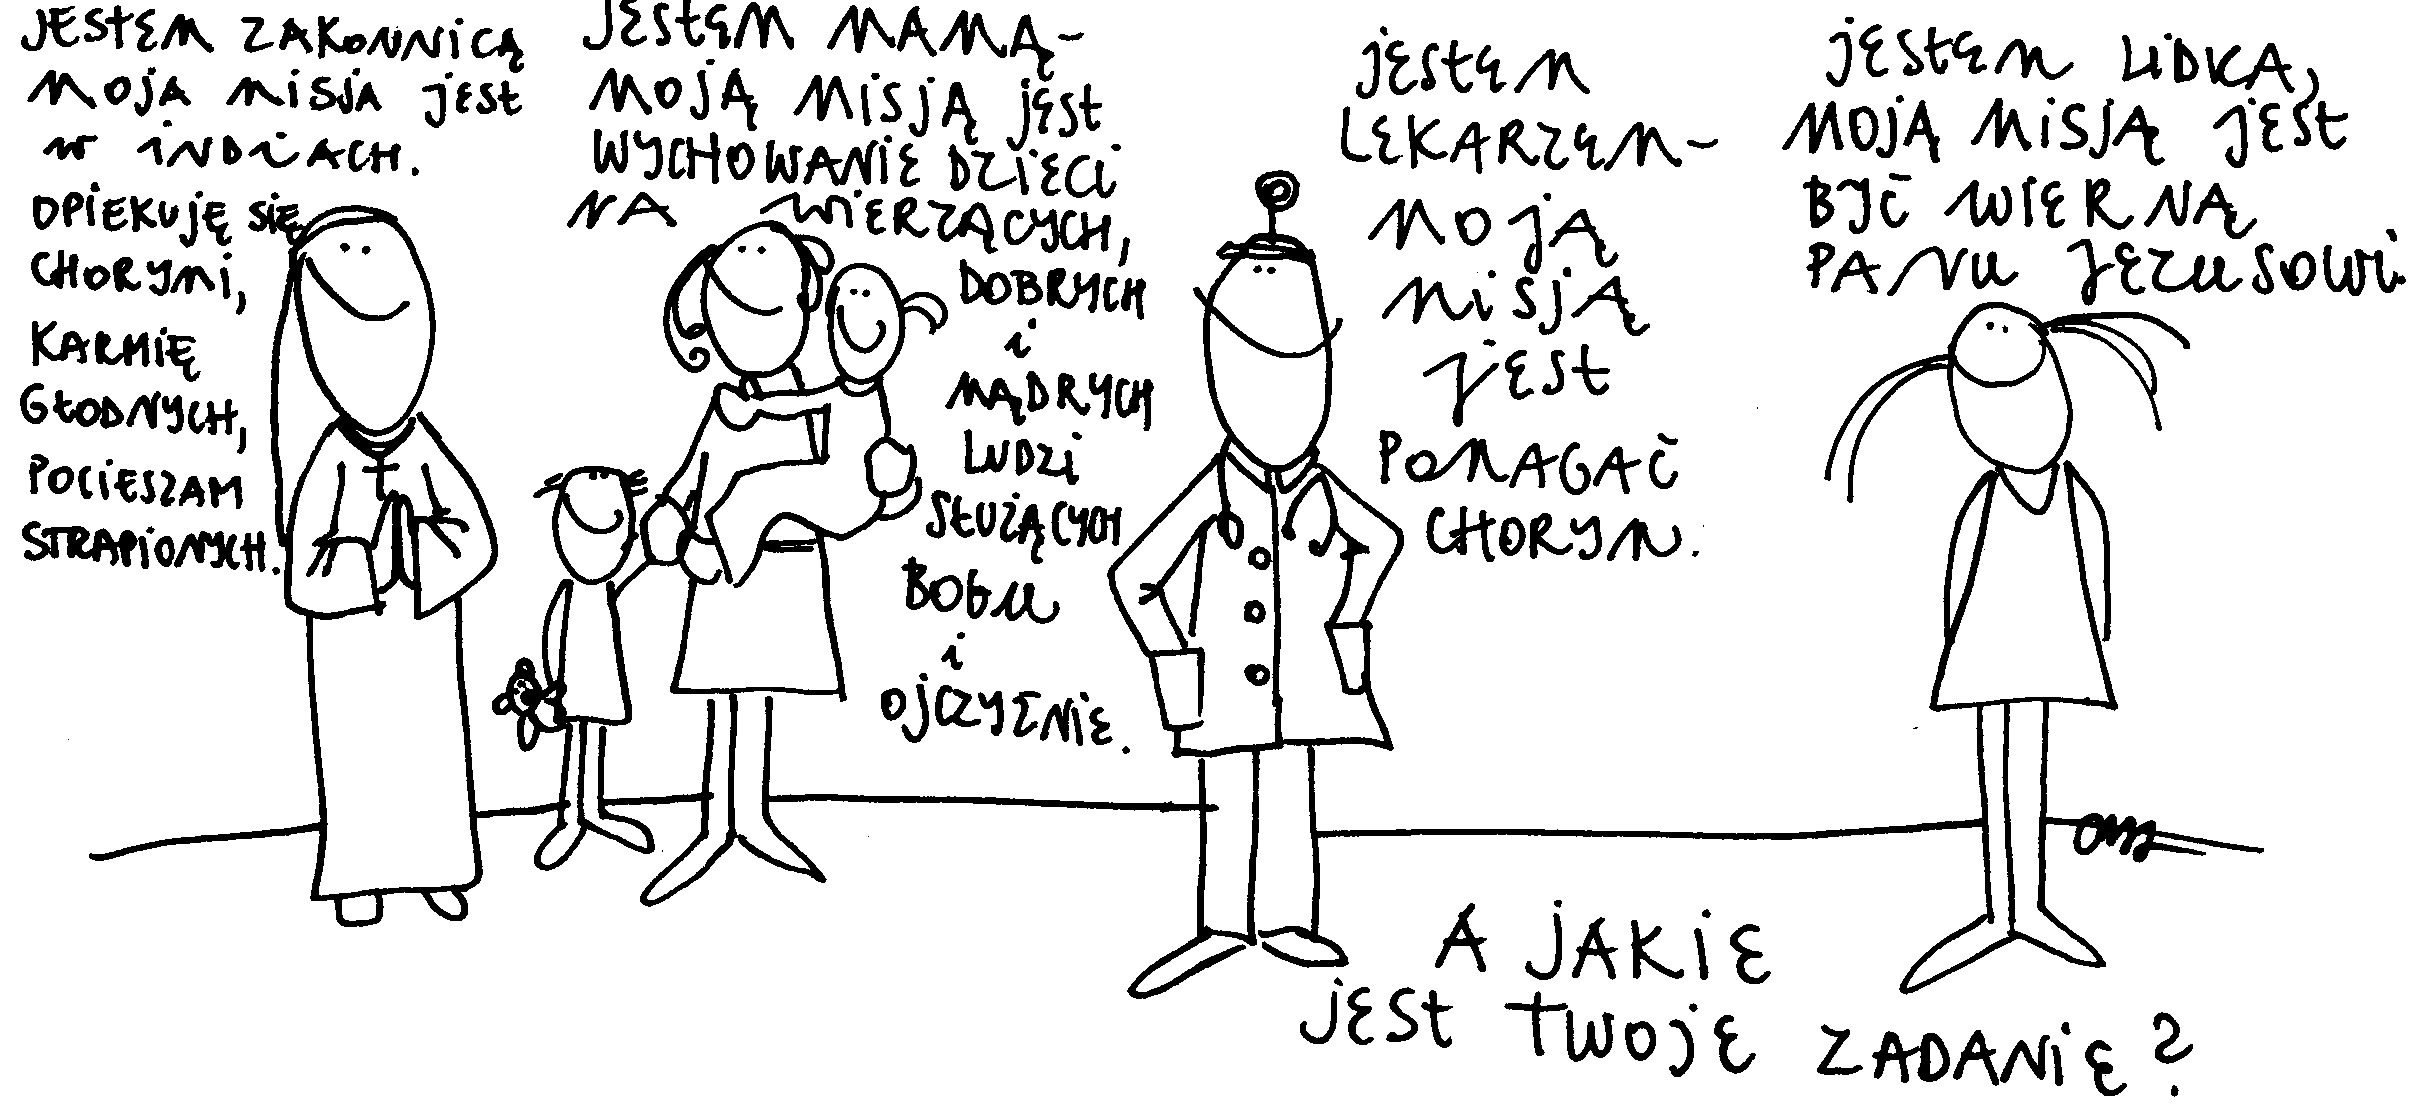 JESTEM ZAKONNICĄ
MOJA MISJA JEST
W INDIACH.
OPIEKUJĘ SIĘ
CHORYMI,
KARMIĘ
GŁODNYCH,
POCIESZAM
STRAPIONYCH.
JESTEM MAMĄ-
MOJĄ MISJĄ JEST
WYCHOWANIE DZIECI
NA WIERZĄCYCH,
DOBRYCH
i
MĄDRYCH
LUDZI
SŁUŻĄCYCH
BOGU
i
OJCZYŹNIE.
JESTEM
LEKARZEM-
MOJĄ
MISJĄ
JEST
POMAGAĆ
CHORYM.
JESTEM LIDKA,
MOJĄ MISJĄ JEST
BYĆ WIERNĄ
PANU JEZUSOWI.
A JAKIE
JEST TWOJE ZADANIE?